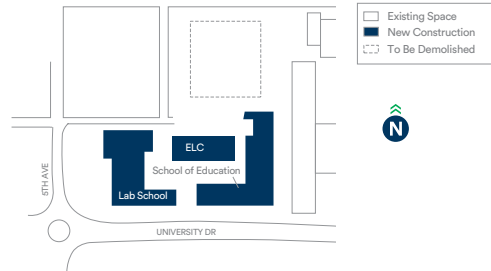 Existing Space
New Construction
To Be Demolished
N
ELC
School of Education
5TH AVE
Lab School
UNIVERSITY DR